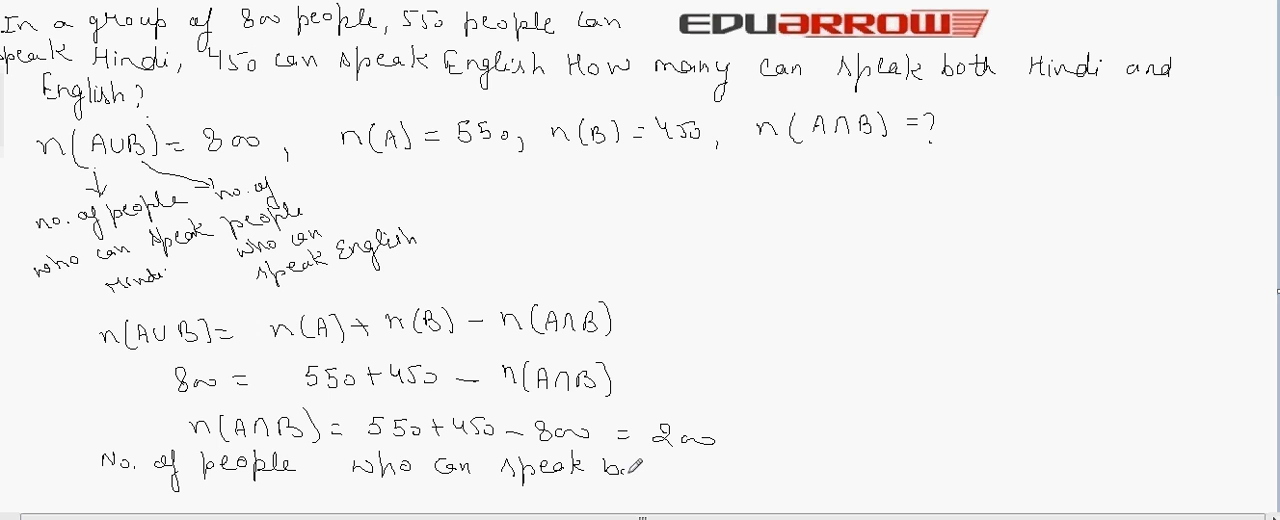 In a group of 800 people, 550 people can
EDUARROW
speak Hindi, 450 can speak English How many can speak both Hindi and
English?
n(A∪B) = 800, n(A) = 550, n(B) = 450, n(A∩B) = ?
no. of people
who can speak
Hindi
no. of
people
who can
speak English
n(A∪B) = n(A) + n(B) - n(A∩B)
800 = 550 + 450 - n(A∩B)
n(A∩B) = 550 + 450 - 800 = 200
No. of people who can speak bo